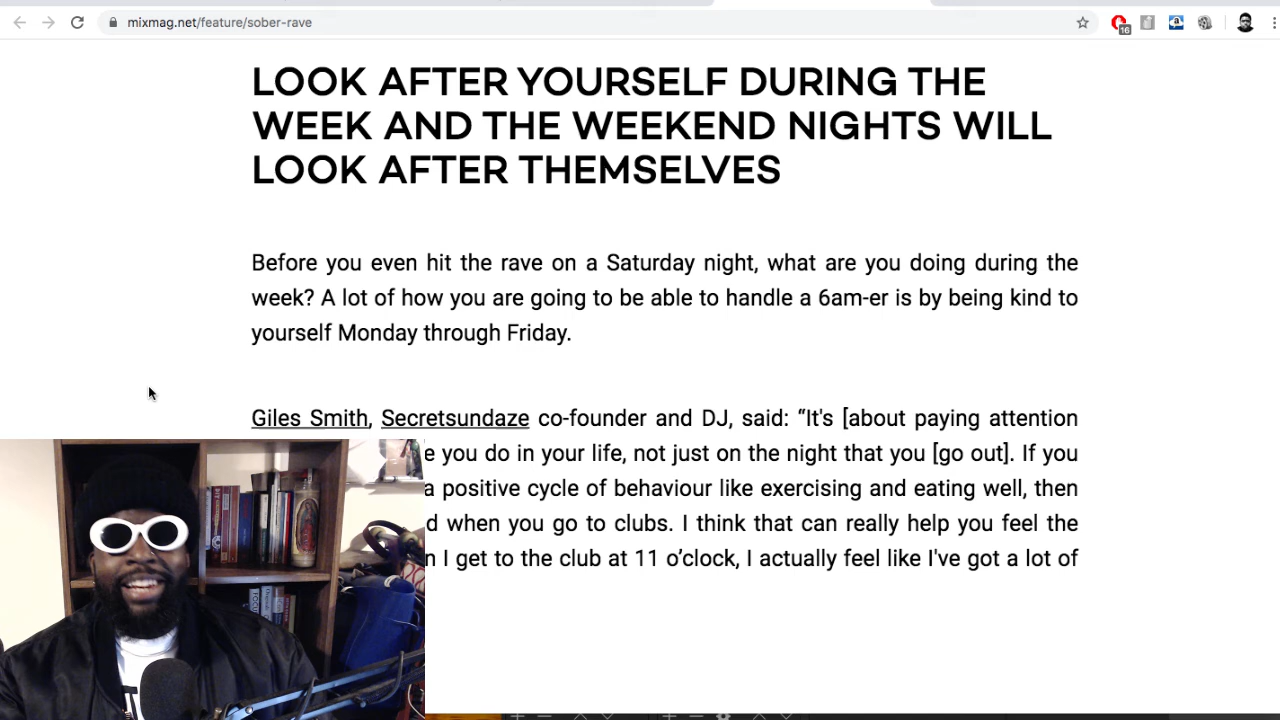 mixmag.net/feature/sober-rave
16
LOOK AFTER YOURSELF DURING THE
WEEK AND THE WEEKEND NIGHTS WILL
LOOK AFTER THEMSELVES
Before you even hit the rave on a Saturday night, what are you doing during the
week? A lot of how you are going to be able to handle a 6am-er is by being kind to
yourself Monday through Friday.
Giles Smith, Secretsundaze co-founder and DJ, said: “It's [about paying attention
e you do in your life, not just on the night that you [go out]. If you
a positive cycle of behaviour like exercising and eating well, then
d when you go to clubs. I think that can really help you feel the
n I get to the club at 11 o’clock, I actually feel like I've got a lot of